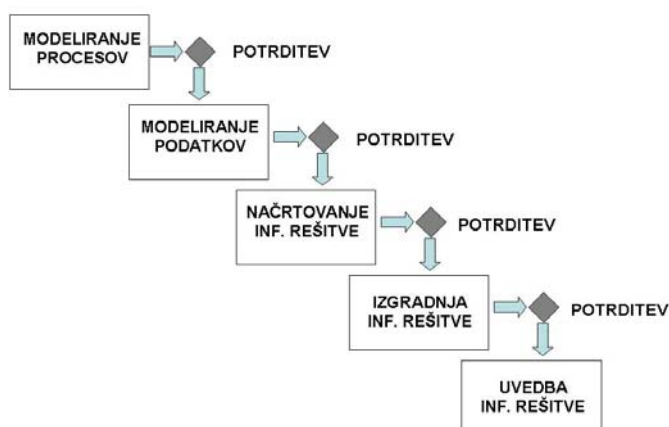 MODELIRANJE
PROCESOV
POTRDITEV
MODELIRANJE
PODATKOV
POTRDITEV
NAČRTOVANJE
INF. REŠITVE
POTRDITEV
IZGRADNJA
INF. REŠITVE
POTRDITEV
UVEDBA
INF. REŠITVE